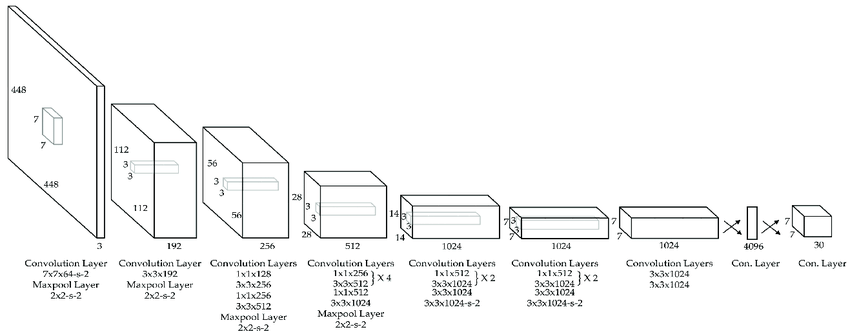 448
7
7
448
3
112
3
3
112
192
56
3
3
56
256
28
3
3
28
512
14
3
3
14
1024
7
3
3
7
1024
7
7
1024
4096
7
7
30
Convolution Layer
7x7x64-s-2
Maxpool Layer
2x2-s-2
Convolution Layer
3x3x192
Maxpool Layer
2x2-s-2
Convolution Layers
1x1x128
3x3x256
1x1x256
3x3x512
Maxpool Layer
2x2-s-2
Convolution Layers
1x1x256
3x3x512 } X 4
1x1x512
3x3x1024
Maxpool Layer
2x2-s-2
Convolution Layers
1x1x512
3x3x1024 } X 2
3x3x1024
3x3x1024-s-2
Convolution Layers
1x1x512
3x3x1024 } X 2
3x3x1024
3x3x1024-s-2
Convolution Layers
3x3x1024
3x3x1024
Con. Layer
Con. Layer